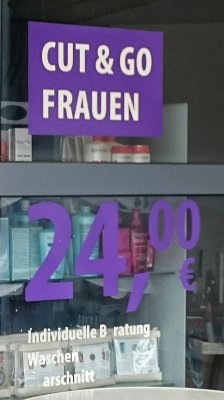 CUT & GO
FRAUEN
24,00
€
Individuelle B ratung
Waschen
arschnitt